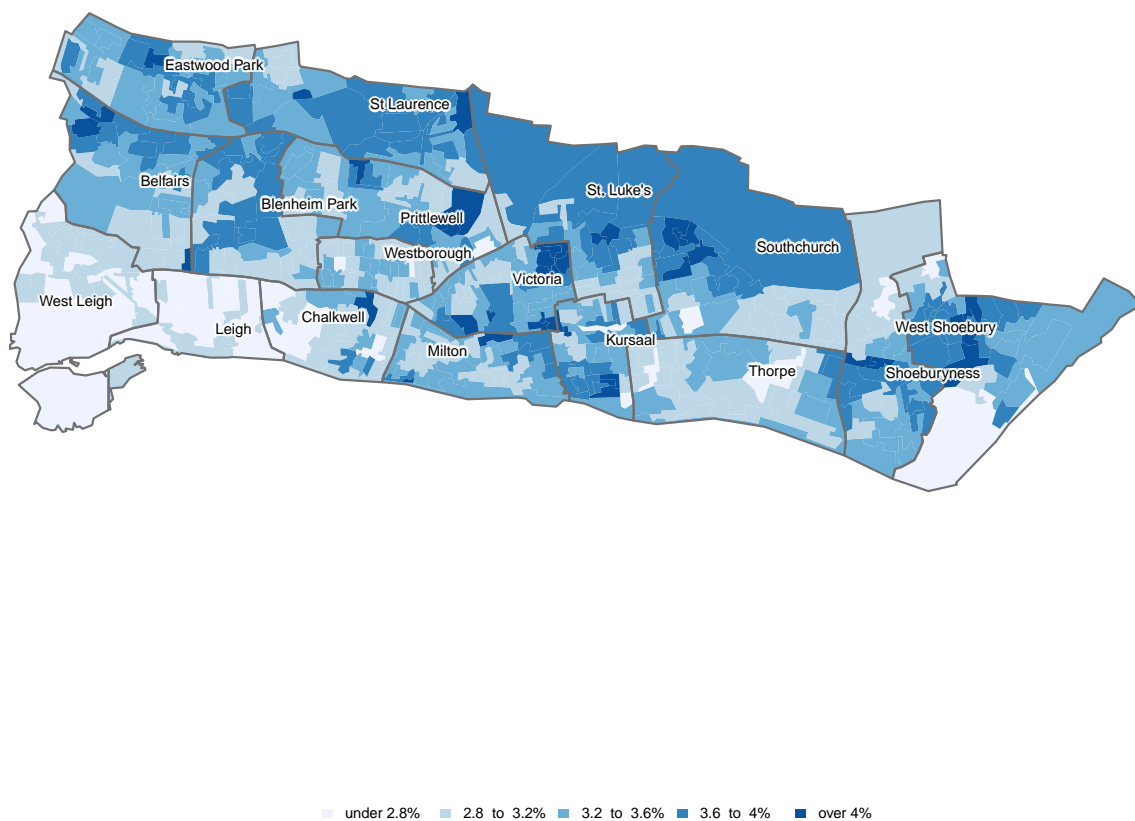 Eastwood Park
St Laurence
Belfairs
St. Luke's
Blenheim Park
Prittlewell
Southchurch
Westborough
Victoria
West Leigh
Chalkwell
Leigh
West Shoebury
Kursaal
Milton
Thorpe
Shoeburyness
under 2.8% 2.8 to 3.2% 3.2 to 3.6% 3.6 to 4% over 4%